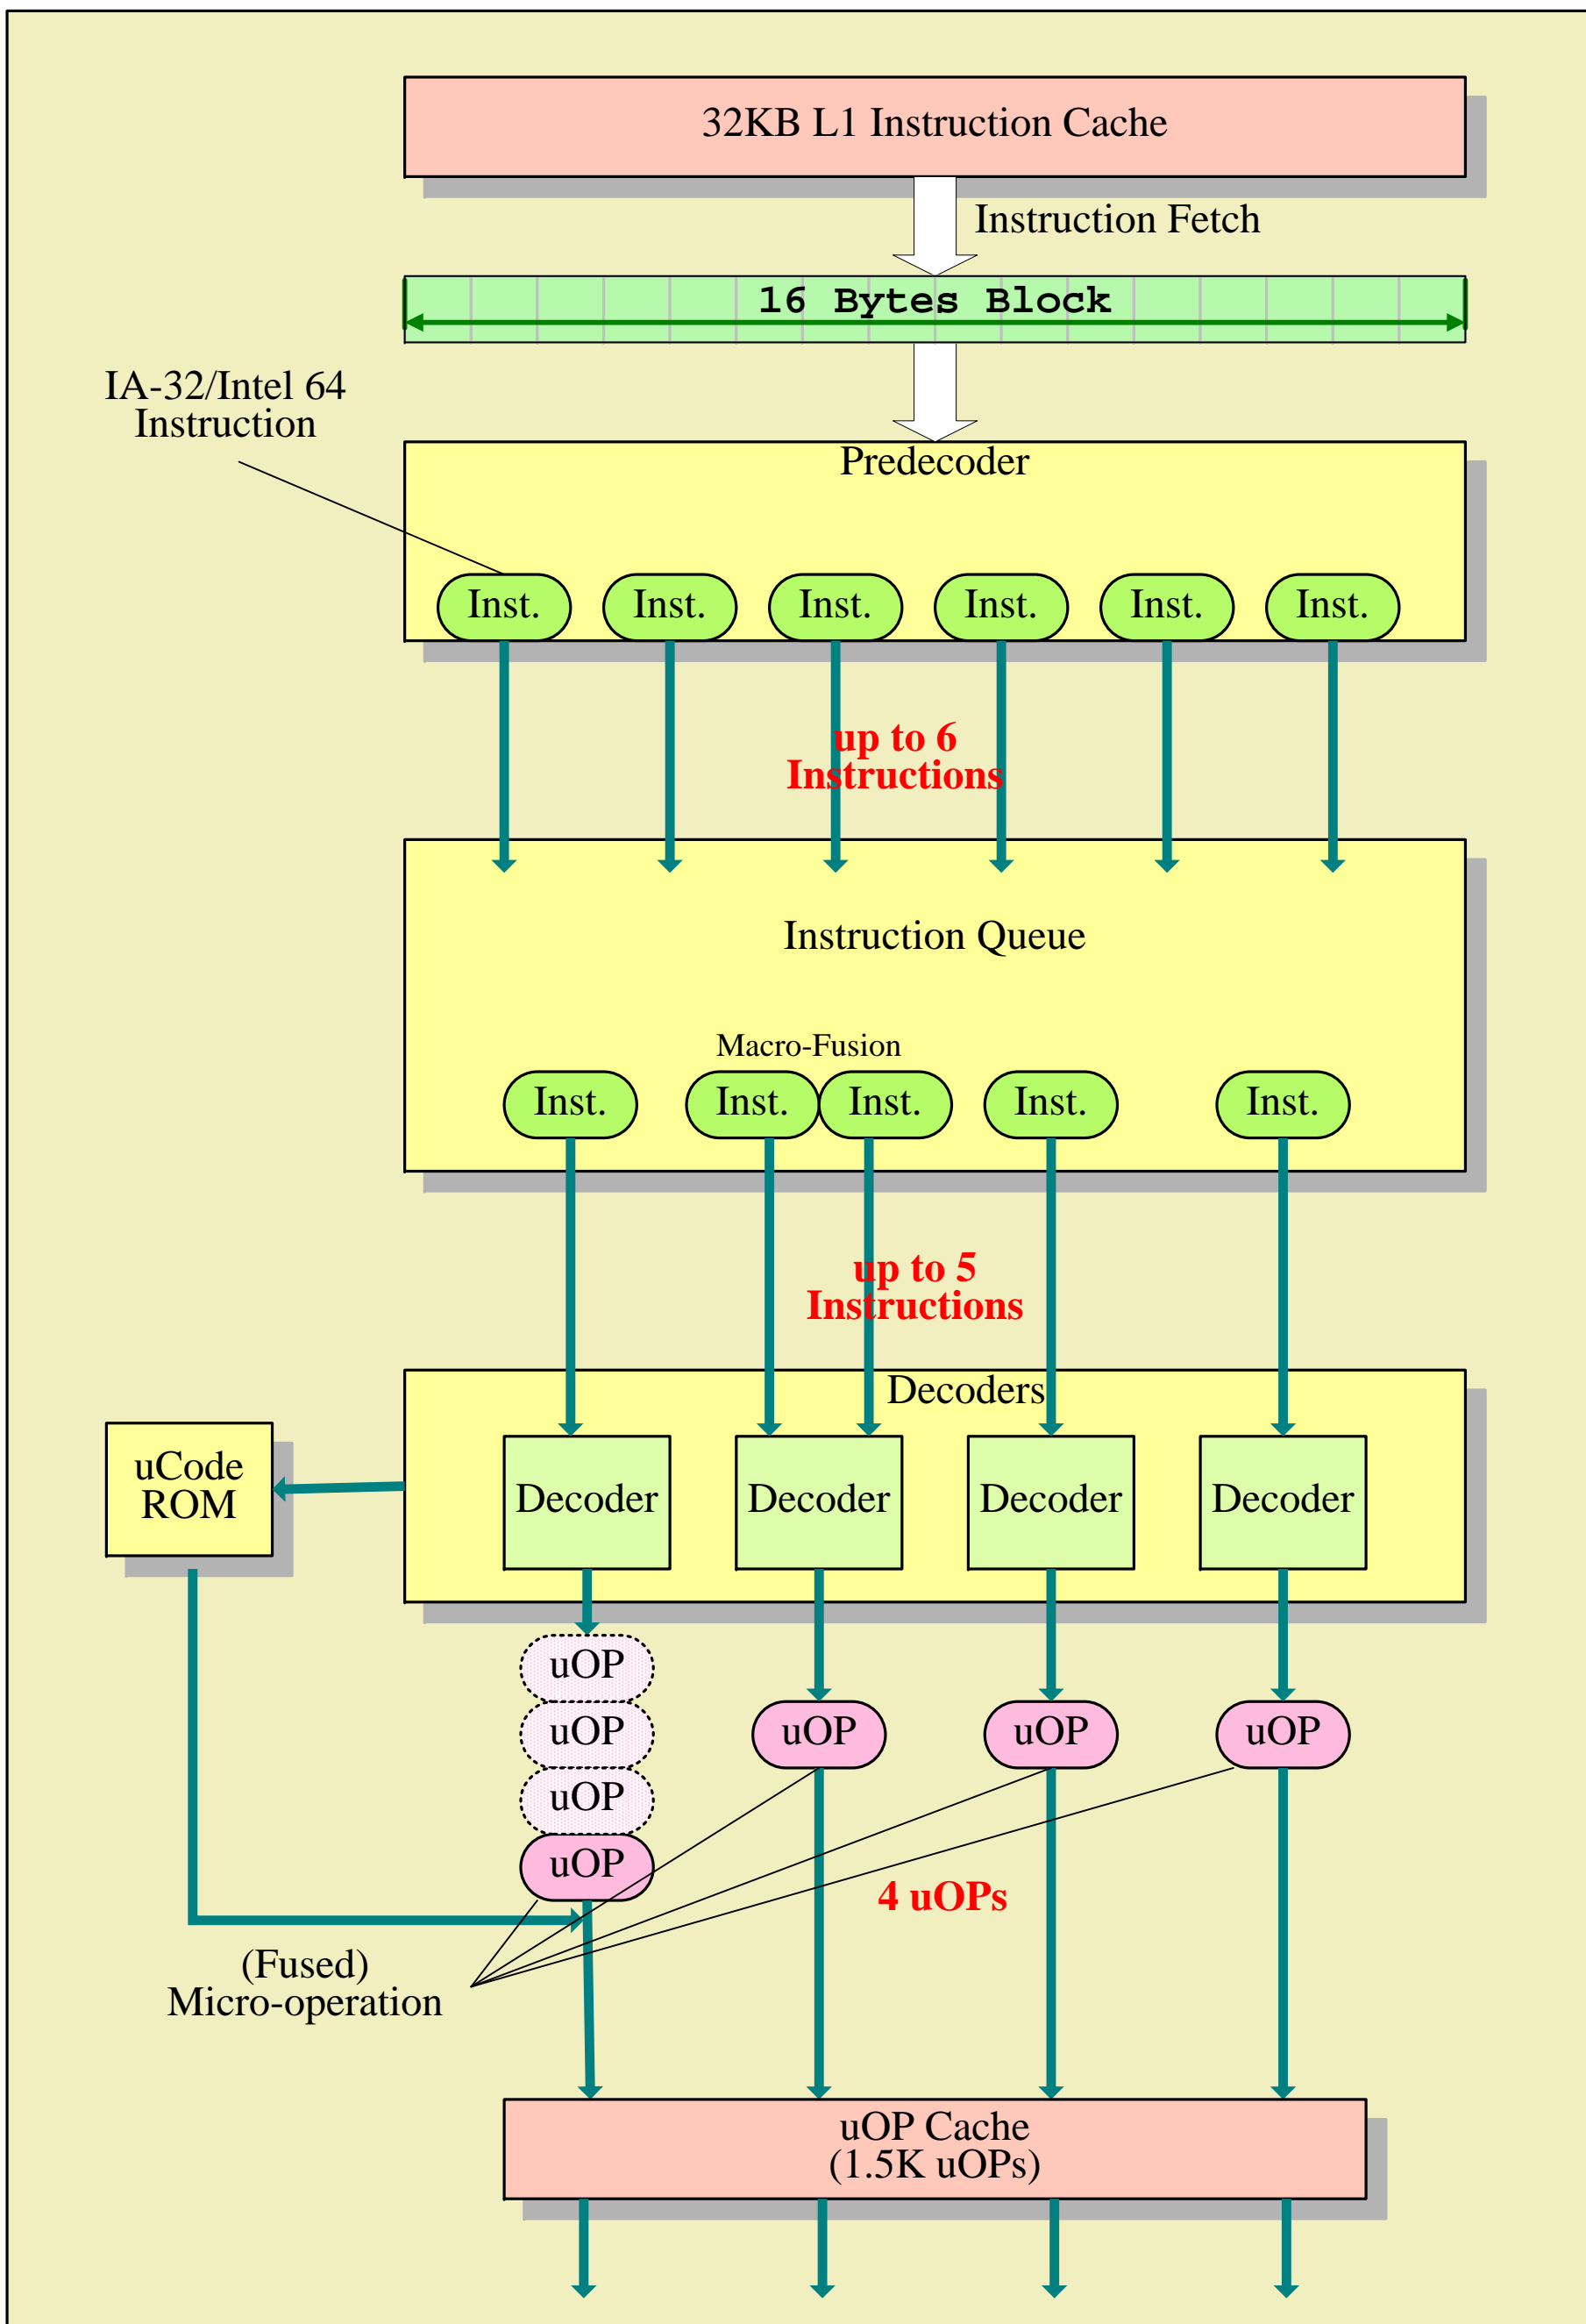 32KB L1 Instruction Cache
Instruction Fetch
16 Bytes Block
IA-32/Intel 64
Instruction
Predecoder
Inst. Inst. Inst. Inst. Inst. Inst.
up to 6
Instructions
Instruction Queue
Macro-Fusion
Inst. Inst. Inst. Inst. Inst.
up to 5
Instructions
Decoders
uCode
ROM
Decoder Decoder Decoder Decoder
uOP
uOP uOP uOP uOP
uOP
uOP
4 uOPs
(Fused)
Micro-operation
uOP Cache
(1.5K uOPs)